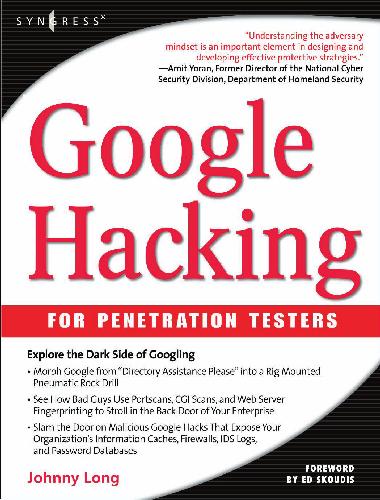 SYNGRESS
"Understanding the adversary
mindset is an important element in designing and
developing effective protective strategies."
—Amit Yoran, Former Director of the National Cyber
Security Division, Department of Homeland Security
Google
Hacking
FOR PENETRATION TESTERS
Explore the Dark Side of Googling
• Morph Google from "Directory Assistance Please" into a Rig Mounted
Pneumatic Rock Drill
• See How Bad Guys Use Portscans, CGI Scans, and Web Server
Fingerprinting to Stroll in the Back Door of Your Enterprise
• Slam the Door on Malicious Google Hacks That Expose Your
Organization's Information Caches, Firewalls, IDS Logs,
and Password Databases
Johnny Long
FOREWORD
BY ED SKOUDIS